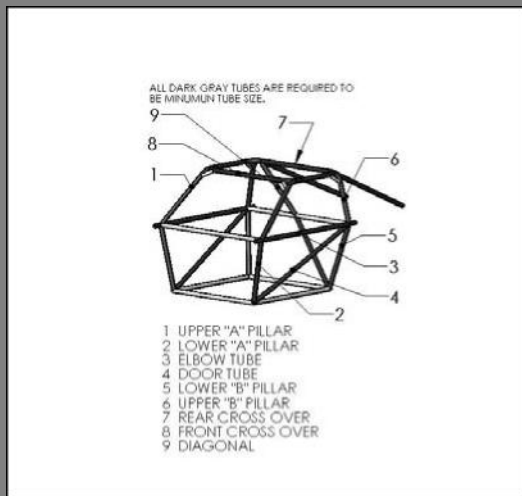 ALL DARK GRAY TUBES ARE REQUIRED TO
BE MINUMUN TUBE SIZE.
9
7
8
1
6
5
3
4
2
1 UPPER "A" PILLAR
2 LOWER "A" PILLAR
3 ELBOW TUBE
4 DOOR TUBE
5 LOWER "B" PILLAR
6 UPPER "B" PILLAR
7 REAR CROSS OVER
8 FRONT CROSS OVER
9 DIAGONAL